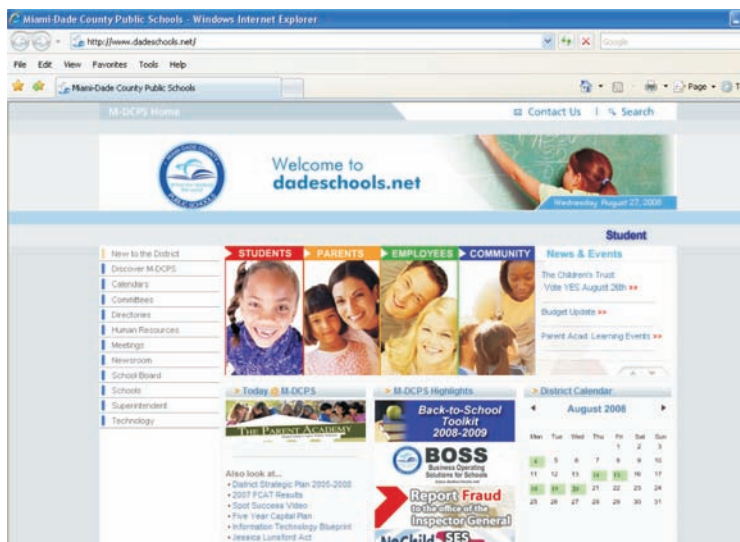 Miami-Dade County Public Schools - Windows Internet Explorer
http://www.dadeschools.net/
Google
File Edit View Favorites Tools Help
Miami-Dade County Public Schools
Page
M-DCPS Home
Contact Us | Search
MIAMI-DADE COUNTY
PUBLIC SCHOOLS
Welcome to
dadeschools.net
Wednesday August 27, 2008
Student
New to the District
Discover M-DCPS
Calendars
Committees
Directories
Human Resources
Meetings
Newsroom
School Board
Schools
Superintendent
Technology
STUDENTS
PARENTS
EMPLOYEES
COMMUNITY
News & Events
The Children's Trust
Vote YES August 26th >>
Budget Update >>
Parent Acad. Learning Events >>
> Today @ M-DCPS
THE PARENT ACADEMY
Also look at...
• District Strategic Plan 2005-2008
• 2007 FCAT Results
• Spot Success Video
• Five Year Capital Plan
• Information Technology Blueprint
• Jessica Lunsford Act
> M-DCPS Highlights
Back-to-School
Toolkit
2008-2009
BOSS
Business Operating
Solutions for Schools
Report Fraud
to the office of the
Inspector General
NoChild SES
> District Calendar
August 2008
Mon Tue Wed Thu Fri Sat Sun
1 2 3
4 5 6 7 8 9 10
11 12 13 14 15 16 17
18 19 20 21 22 23 24
25 26 27 28 29 30 31